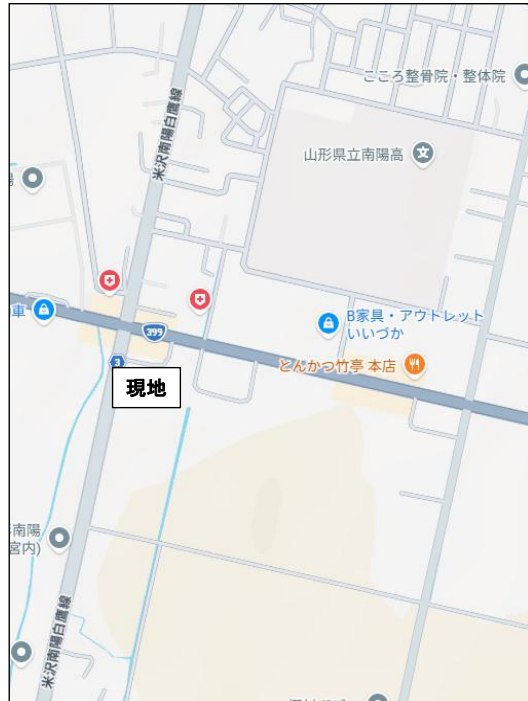 こころ整骨院・整体院
米沢南陽白鷹線
山形県立南陽高
車
399
B家具・アウトレット
いいづか
3
とんかつ竹亭 本店
現地
南陽
宮内)
米沢南陽白鷹線